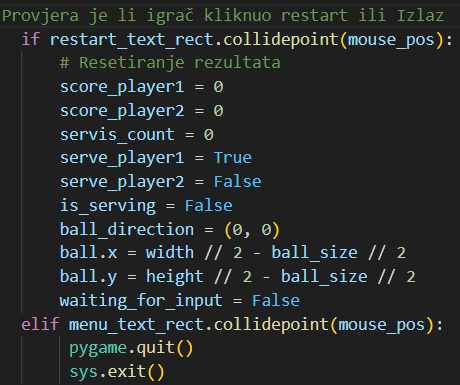 Provjera je li igrač kliknuo restart ili Izlaz
if restart_text_rect.collidepoint(mouse_pos):
# Resetiranje rezultata
score_player1 = 0
score_player2 = 0
servis_count = 0
serve_player1 = True
serve_player2 = False
is_serving = False
ball_direction = (0, 0)
ball.x = width // 2 - ball_size // 2
ball.y = height // 2 - ball_size // 2
waiting_for_input = False
elif menu_text_rect.collidepoint(mouse_pos):
pygame.quit()
sys.exit()